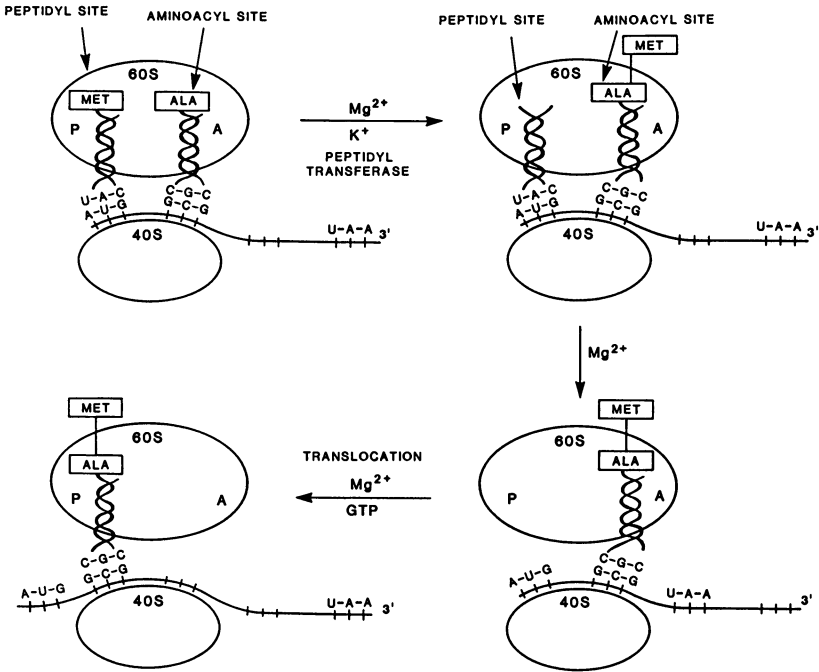 PEPTIDYL SITE
AMINOACYL SITE
60S
MET
ALA
P
A
U-A-C
A-U-G
C-G-C
G-C-G
40S
U-A-A 3'
Mg2+
K+
PEPTIDYL
TRANSFERASE
PEPTIDYL SITE
AMINOACYL SITE
MET
60S
ALA
P
A
U-A-C
A-U-G
C-G-C
G-C-G
40S
U-A-A 3'
Mg2+
MET
60S
ALA
P
A
C-G-C
G-C-G
A-U-G
40S
U-A-A
3'
TRANSLOCATION
Mg2+
GTP
MET
60S
ALA
P
A
C-G-C
G-C-G
A-U-G
40S
U-A-A 3'